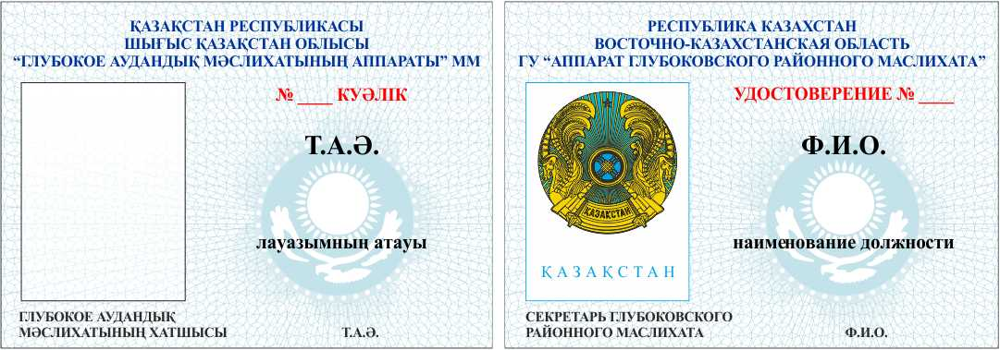 ҚАЗАҚСТАН РЕСПУБЛИКАСЫ
ШЫҒЫС ҚАЗАҚСТАН ОБЛЫСЫ
“ГЛУБОКОЕ АУДАНДЫҚ МӘСЛИХАТЫНЫҢ АППАРАТЫ” ММ
№ ____ КУӘЛІК
Т.А.Ә.
лауазымның атауы
ГЛУБОКОЕ АУДАНДЫҚ
МӘСЛИХАТЫНЫҢ ХАТШЫСЫ Т.А.Ә.
РЕСПУБЛИКА КАЗАХСТАН
ВОСТОЧНО-КАЗАХСТАНСКАЯ ОБЛАСТЬ
ГУ “АППАРАТ ГЛУБОКОВСКОГО РАЙОННОГО МАСЛИХАТА”
УДОСТОВЕРЕНИЕ № ____
Ф.И.О.
ҚАЗАҚСТАН
наименование должности
ҚАЗАҚСТАН
СЕКРЕТАРЬ ГЛУБОКОВСКОГО
РАЙОННОГО МАСЛИХАТА Ф.И.О.